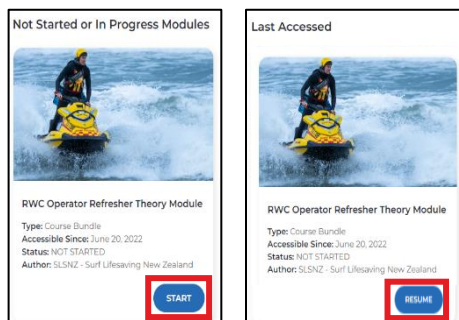 Not Started or In Progress Modules
RWC Operator Refresher Theory Module
Type: Course Bundle
Accessible Since: June 20, 2022
Status: NOT STARTED
Author: SLSNZ - Surf Lifesaving New Zealand
START
Last Accessed
RWC Operator Refresher Theory Module
Type: Course Bundle
Accessible Since: June 20, 2022
Status: NOT STARTED
Author: SLSNZ - Surf Lifesaving New Zealand
RESUME